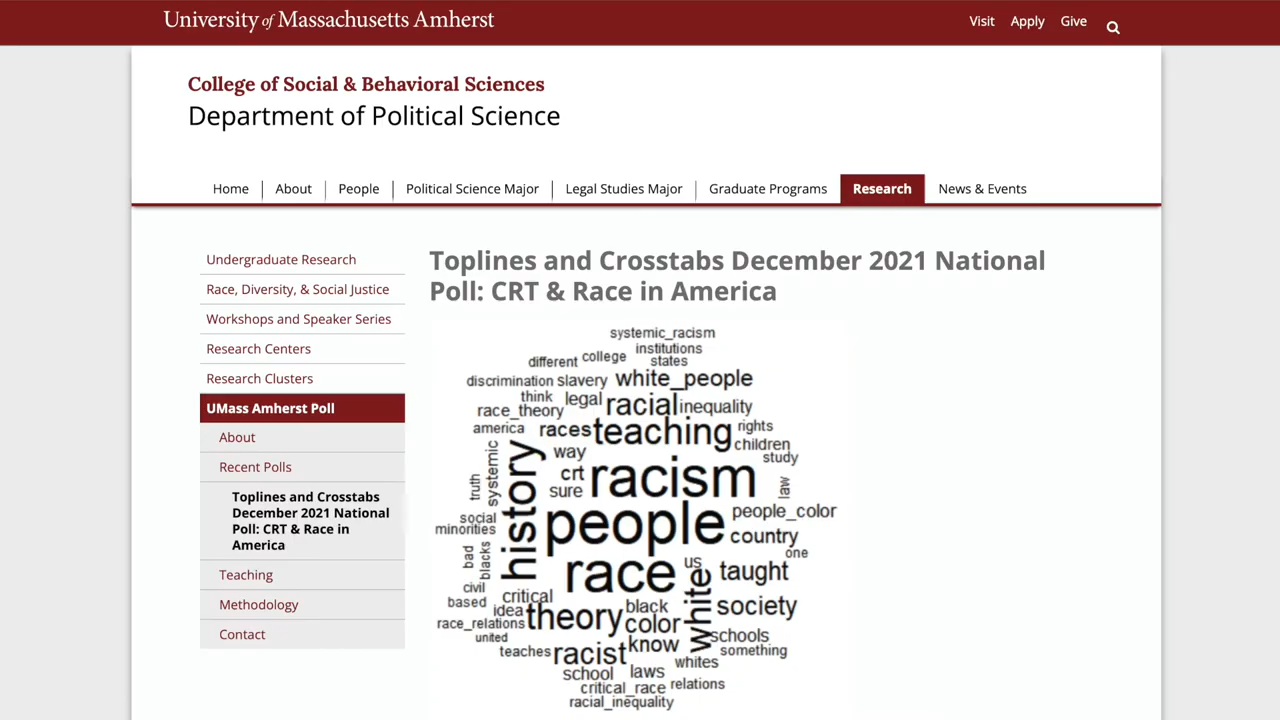 University of Massachusetts Amherst
Visit Apply Give
College of Social & Behavioral Sciences
Department of Political Science
Home About People Political Science Major Legal Studies Major Graduate Programs Research News & Events
Undergraduate Research
Race, Diversity, & Social Justice
Workshops and Speaker Series
Research Centers
Research Clusters
UMass Amherst Poll
About
Recent Polls
Toplines and Crosstabs
December 2021 National
Poll: CRT & Race in
America
Teaching
Methodology
Contact
Toplines and Crosstabs December 2021 National
Poll: CRT & Race in America
systemic_racism
institutions
different college states
discrimination slavery white_people
think legal racial inequality
race_theory
america races teaching rights
children
way study
history systemic truth
crt racism law
sure
people_color
social people country
minorities
one
bad blacks race us taught
civil
based critical black white society
idea theory color
race_relations
united know schools
teaches racist something
school laws whites
critical_race relations
racial_inequality